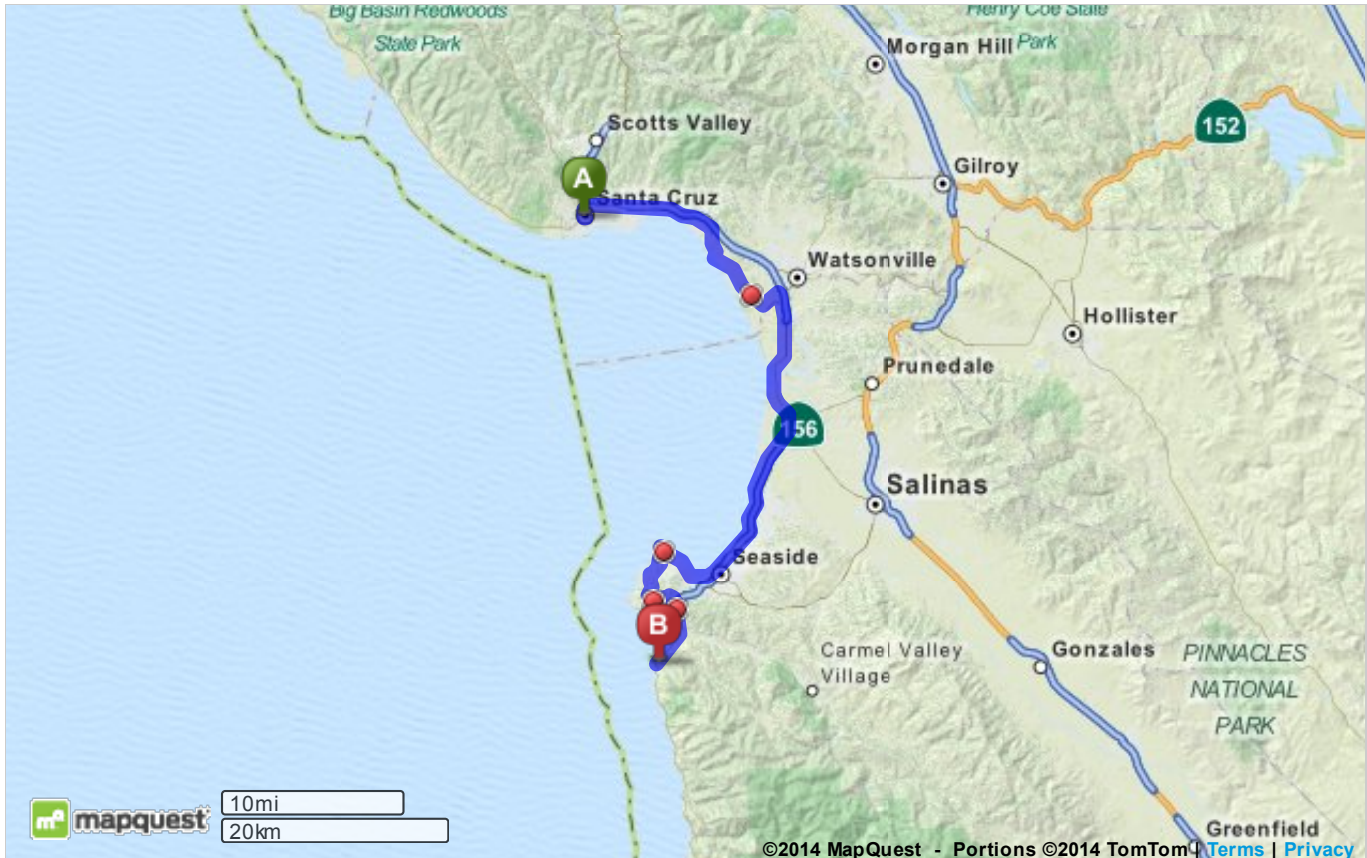 Big Basin Redwoods
State Park
Henry Coe State
Park
Morgan Hill
152
Scotts Valley
Gilroy
A
Santa Cruz
Watsonville
Hollister
Prunedale
156
Salinas
Seaside
B
Carmel Valley
Village
Gonzales
PINNACLES
NATIONAL
PARK
10mi
mapquest
20km
Greenfield
©2014 MapQuest - Portions ©2014 TomTom | Terms | Privacy